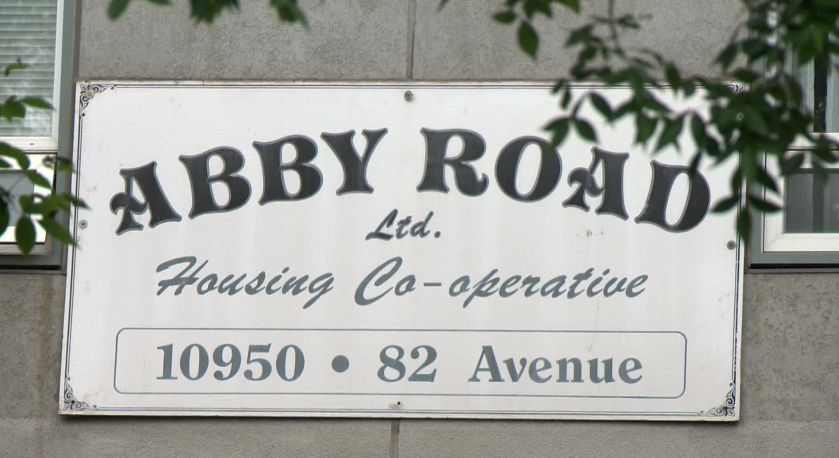 ABBY ROAD
Ltd.
Housing Co-operative
10950 • 82 Avenue